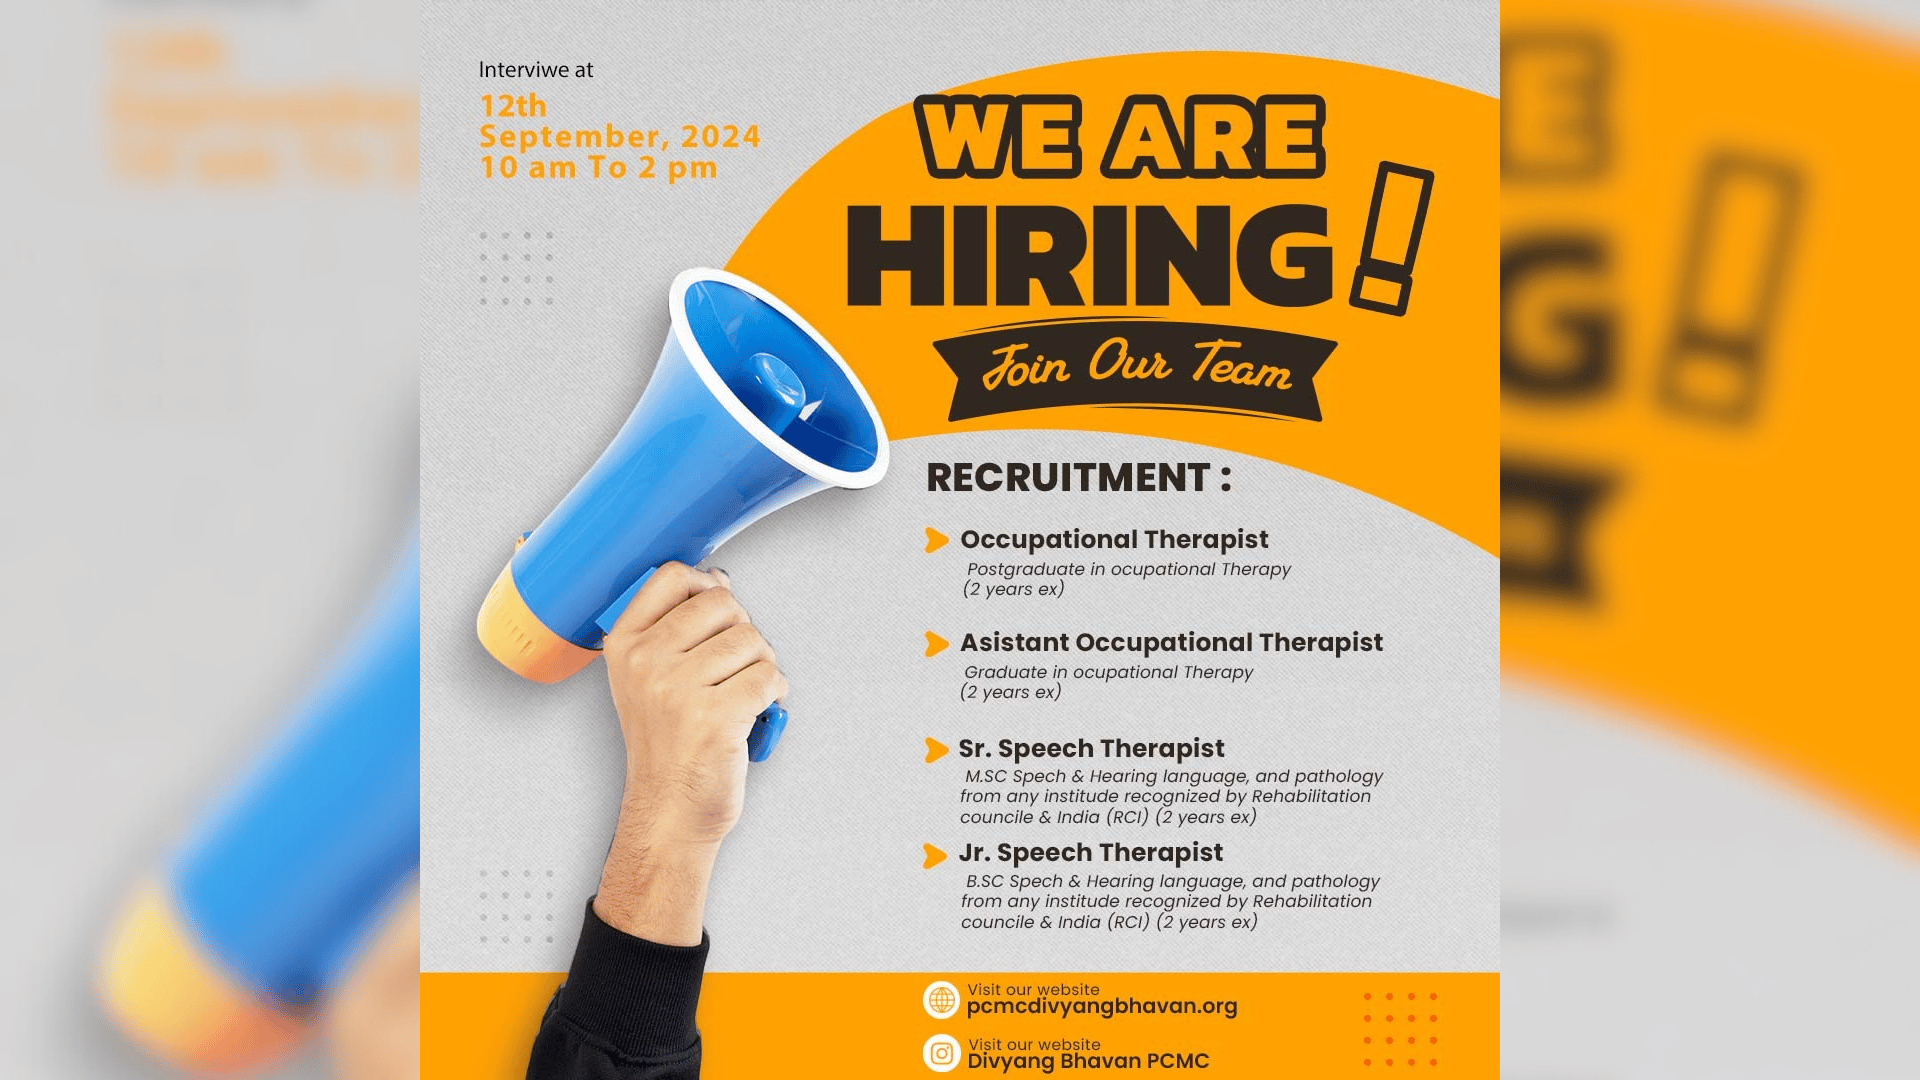 Interviwe at
12th
September, 2024
10 am To 2 pm
WE ARE
HIRING!
Join Our Team
RECRUITMENT :
Occupational Therapist
Postgraduate in ocupational Therapy
(2 years ex)
Asistant Occupational Therapist
Graduate in ocupational Therapy
(2 years ex)
Sr. Speech Therapist
M.SC Spech & Hearing language, and pathology
from any institude recognized by Rehabilitation
councile & India (RCI) (2 years ex)
Jr. Speech Therapist
B.SC Spech & Hearing language, and pathology
from any institude recognized by Rehabilitation
councile & India (RCI) (2 years ex)
Visit our website
pcmcdivyangbhavan.org
Visit our website
Divyang Bhavan PCMC